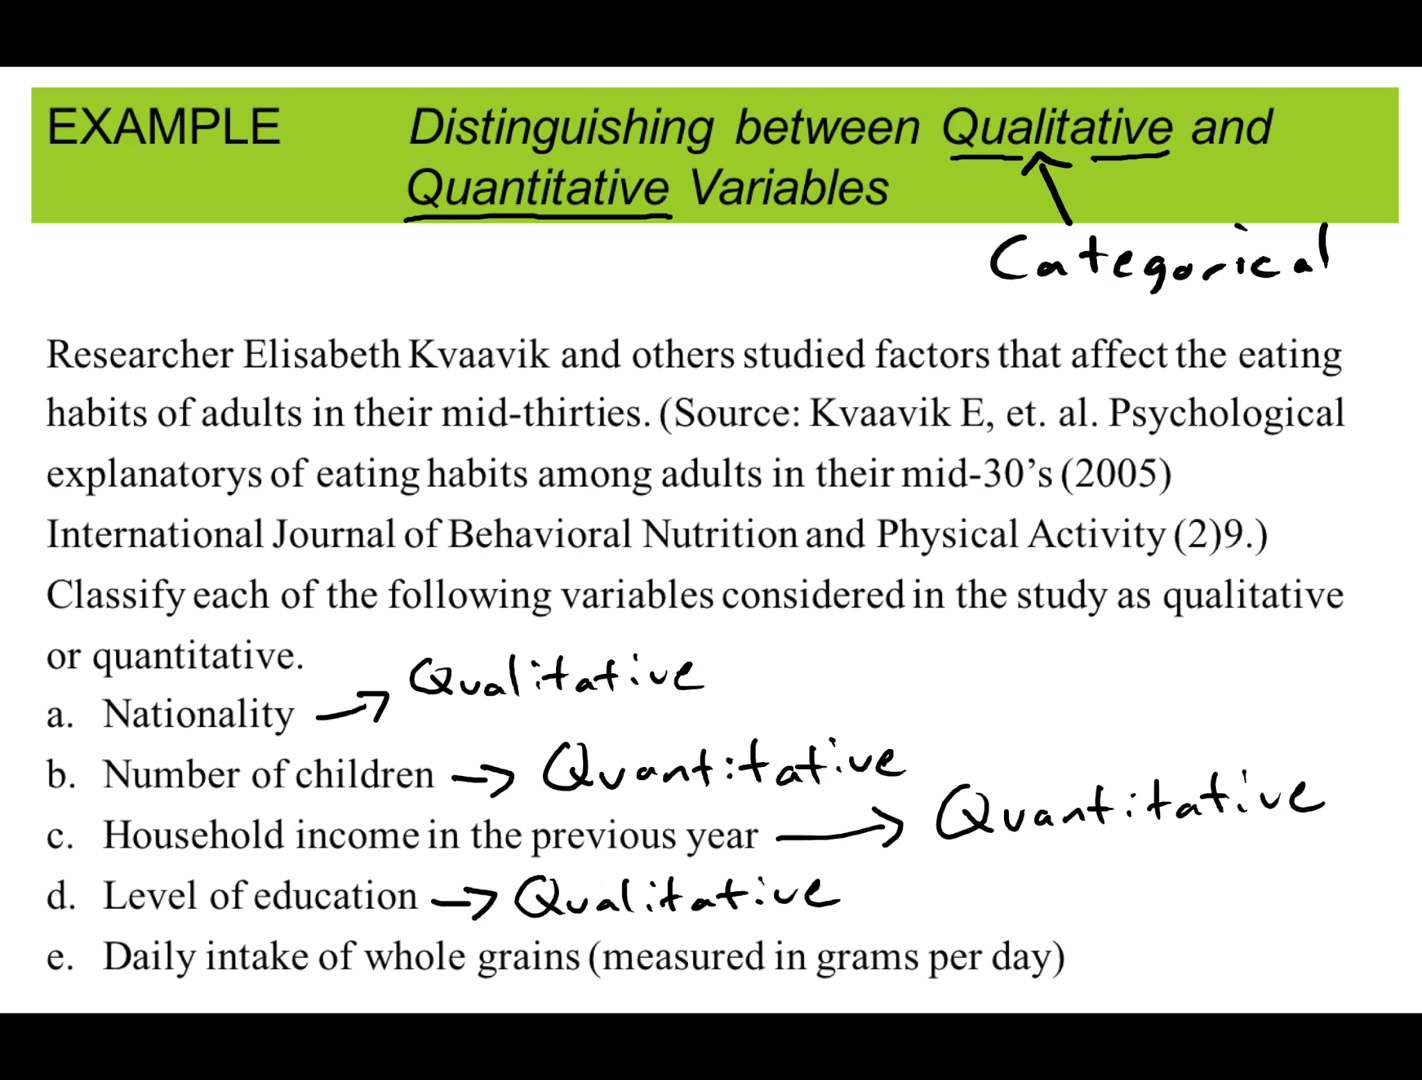 EXAMPLE Distinguishing between Qualitative and
Quantitative Variables
Categorical
Researcher Elisabeth Kvaavik and others studied factors that affect the eating
habits of adults in their mid-thirties. (Source: Kvaavik E, et. al. Psychological
explanatorys of eating habits among adults in their mid-30’s (2005)
International Journal of Behavioral Nutrition and Physical Activity (2)9.)
Classify each of the following variables considered in the study as qualitative
or quantitative.
a. Nationality → Qualitative
b. Number of children → Quantitative
c. Household income in the previous year → Quantitative
d. Level of education → Qualitative
e. Daily intake of whole grains (measured in grams per day)